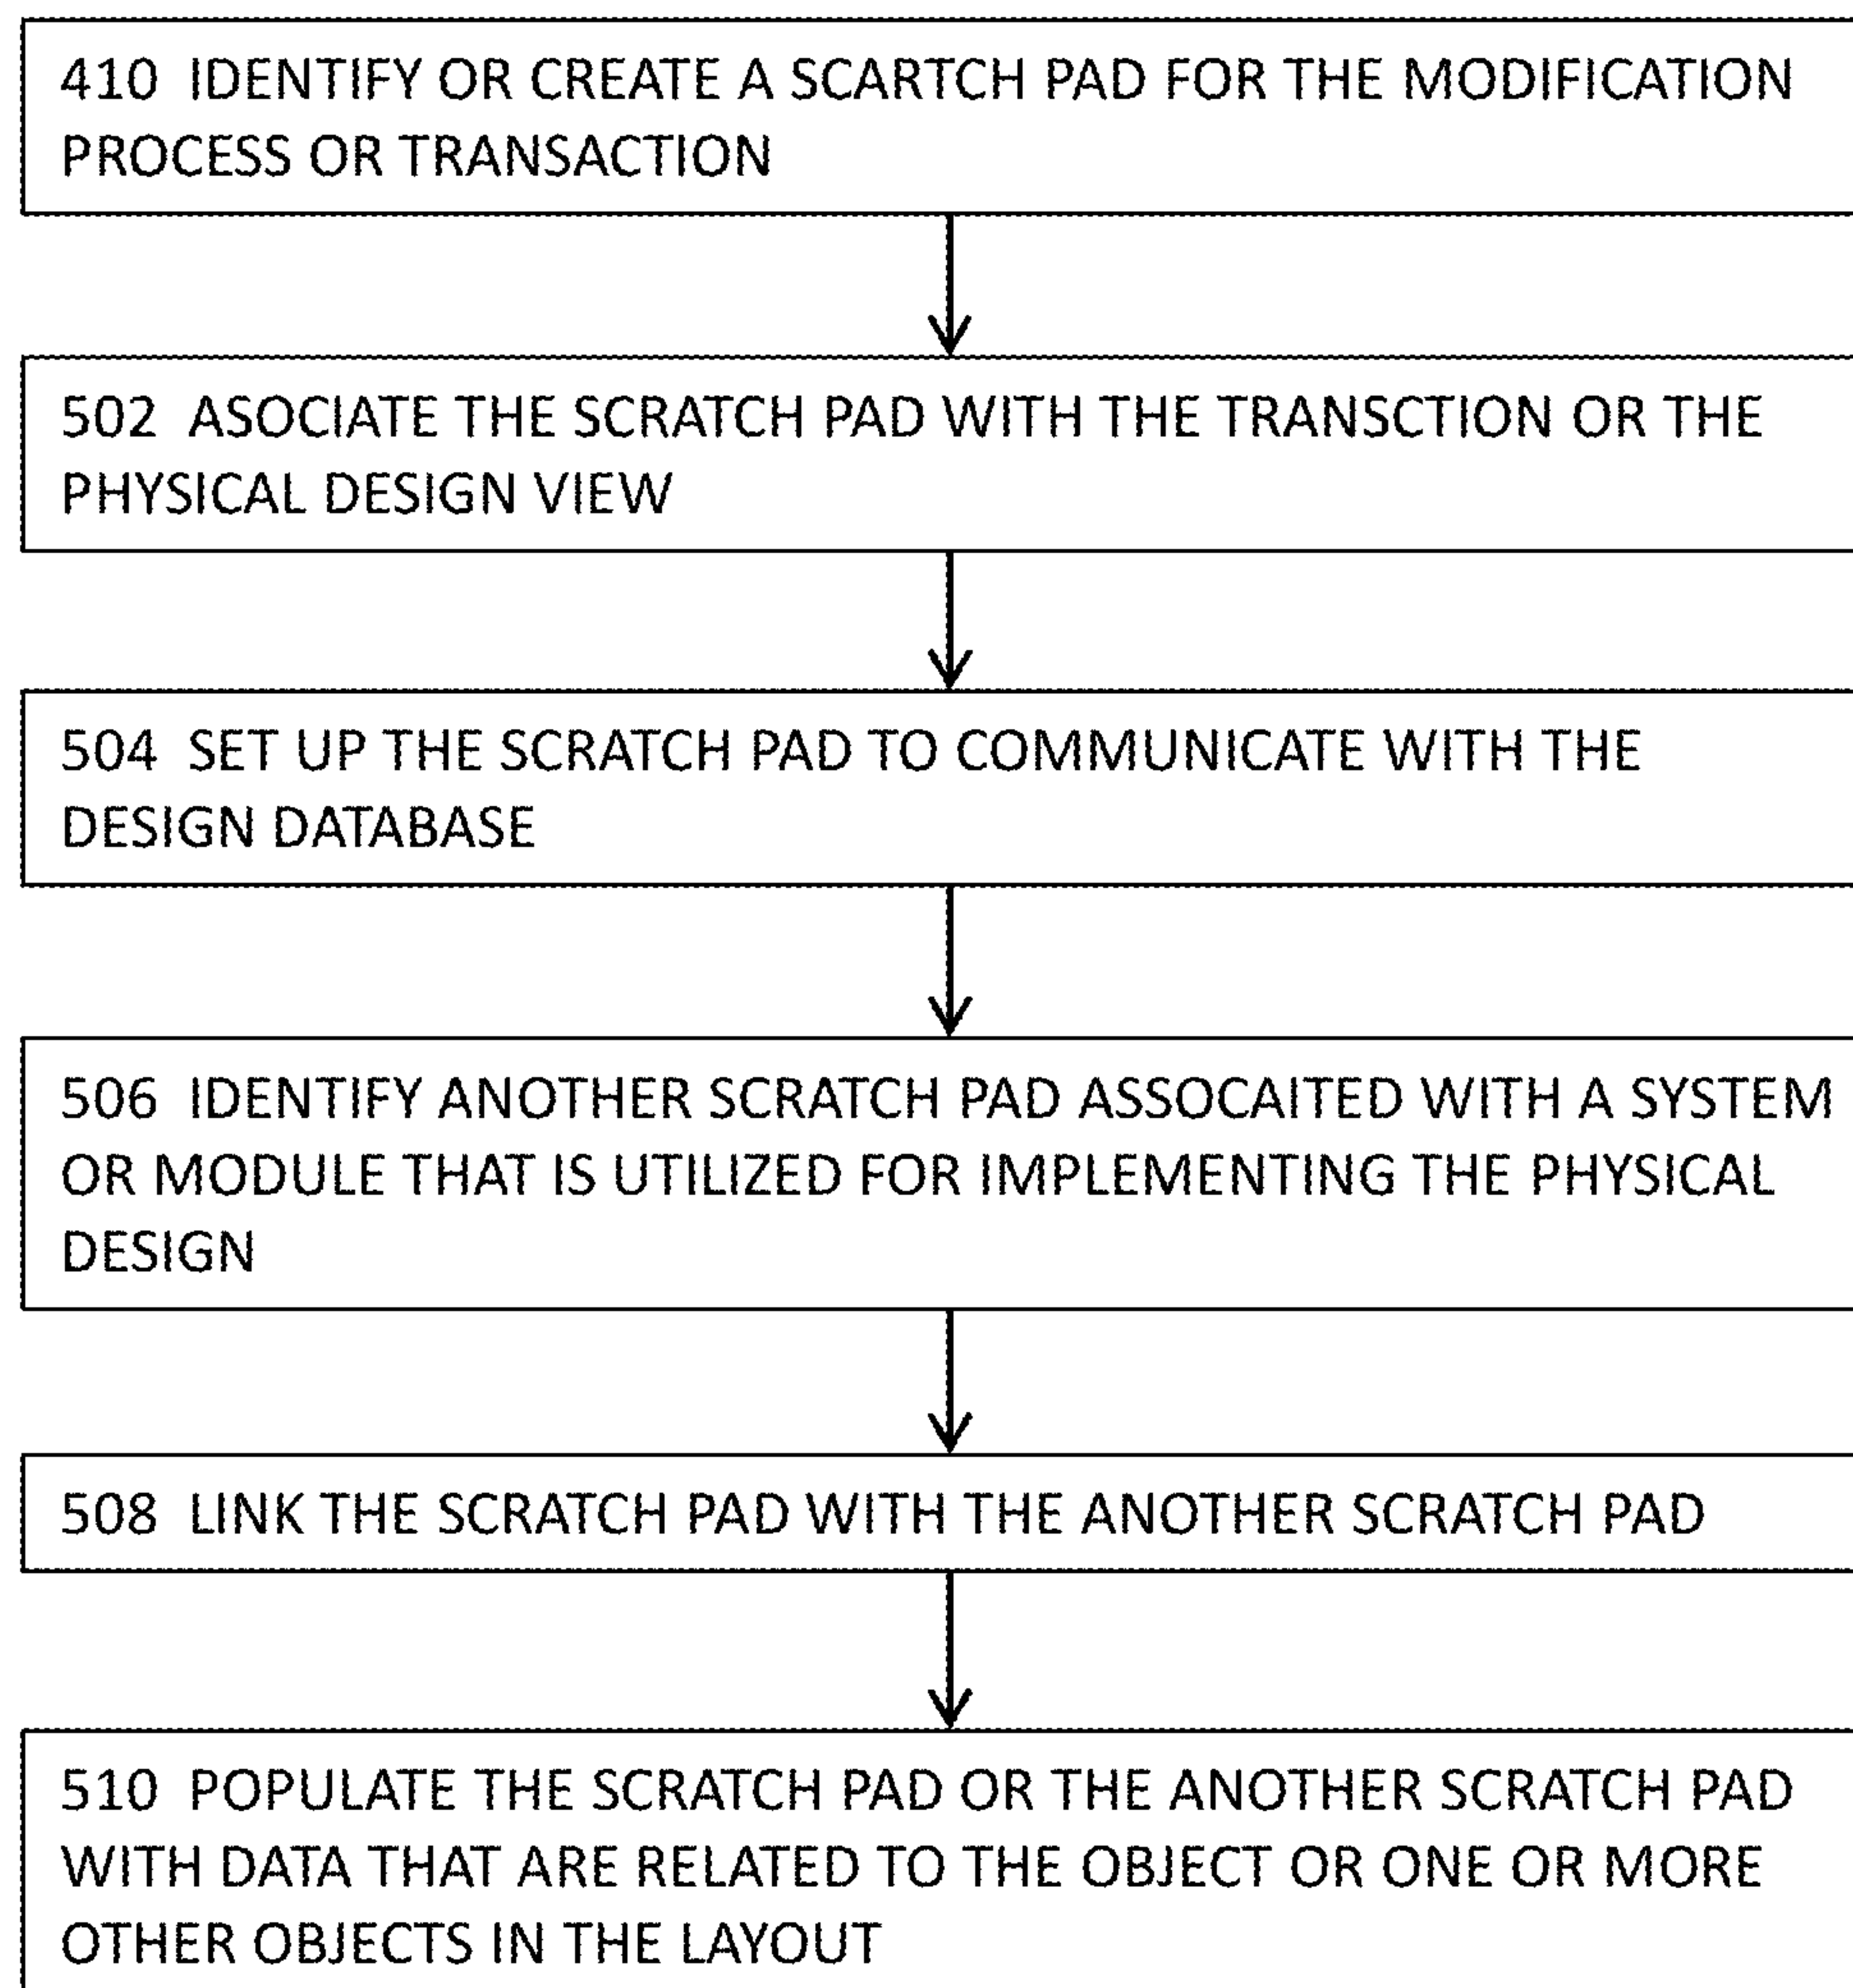 410 IDENTIFY OR CREATE A SCARTCH PAD FOR THE MODIFICATION
PROCESS OR TRANSACTION
502 ASOCIATE THE SCRATCH PAD WITH THE TRANSCTION OR THE
PHYSICAL DESIGN VIEW
504 SET UP THE SCRATCH PAD TO COMMUNICATE WITH THE
DESIGN DATABASE
506 IDENTIFY ANOTHER SCRATCH PAD ASSOCAITED WITH A SYSTEM
OR MODULE THAT IS UTILIZED FOR IMPLEMENTING THE PHYSICAL
DESIGN
508 LINK THE SCRATCH PAD WITH THE ANOTHER SCRATCH PAD
510 POPULATE THE SCRATCH PAD OR THE ANOTHER SCRATCH PAD
WITH DATA THAT ARE RELATED TO THE OBJECT OR ONE OR MORE
OTHER OBJECTS IN THE LAYOUT